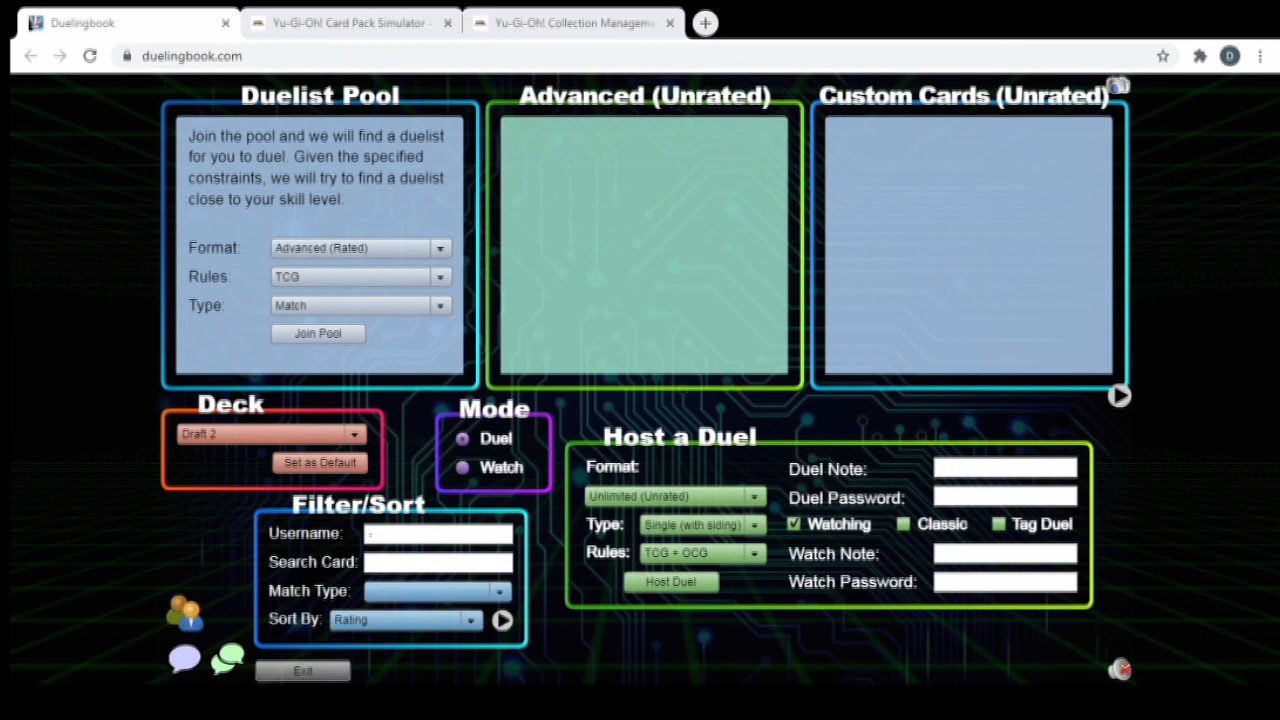 Duelingbook
Yu-Gi-Oh! Card Pack Simulator -
Yu-Gi-Oh! Collection Manageme
duelingbook.com
D
Duelist Pool
Advanced (Unrated)
Custom Cards (Unrated)
Join the pool and we will find a duelist
for you to duel. Given the specified
constraints, we will try to find a duelist
close to your skill level.
Format: Advanced (Rated)
Rules: TCG
Type: Match
Join Pool
Deck
Draft 2
Set as Default
Mode
Duel
Watch
Host a Duel
Format:
Unlimited (Unrated)
Type: Single (with siding)
Rules: TCG + OCG
Host Duel
Duel Note:
Duel Password:
Watching Classic Tag Duel
Watch Note:
Watch Password:
Filter/Sort
Username: =
Search Card:
Match Type:
Sort By: Rating
Exit